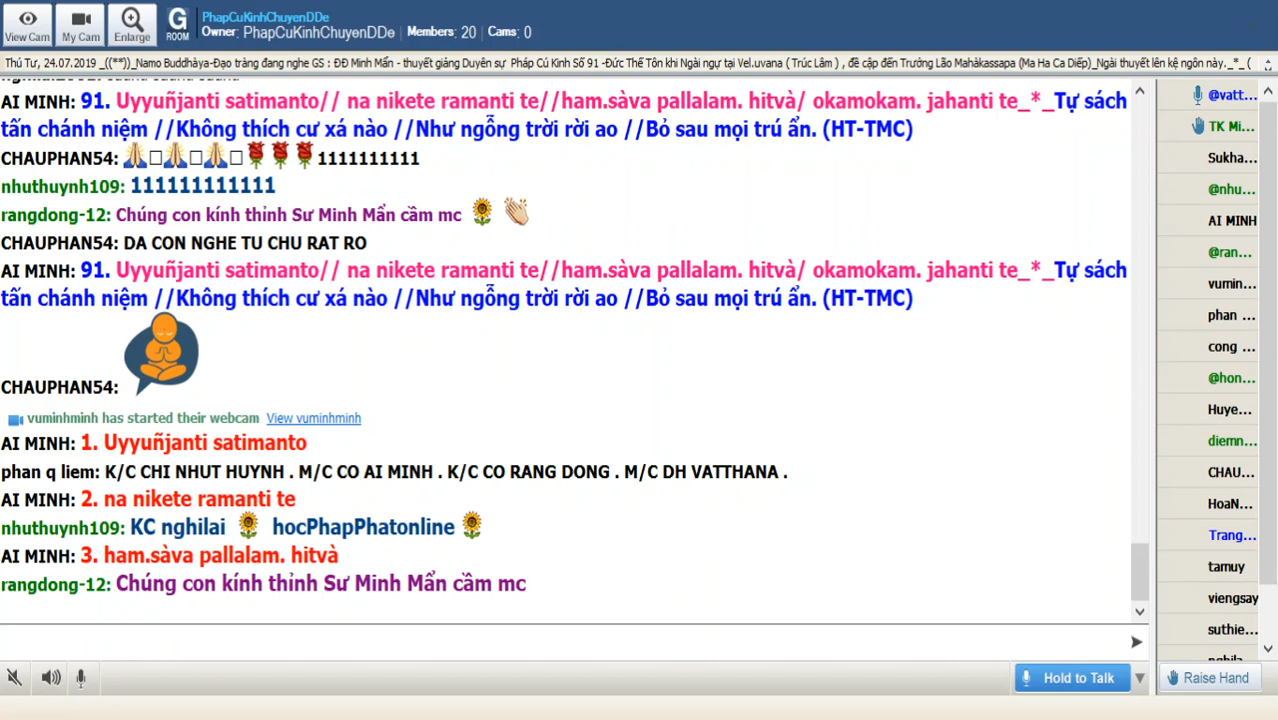 View Cam
My Cam
Enlarge
G
ROOM
PhapCuKinhChuyenDDe
Owner: PhapCuKinhChuyenDDe Members: 20 Cams: 0
Thứ Tư, 24.07.2019 _((**))_Namo Buddhàya-Đạo tràng đang nghe GS : ĐĐ Minh Mẩn - thuyết giảng Duyên sự Pháp Cú Kinh Số 91 -Đức Thế Tôn khi Ngài ngự tại Vel.uvana ( Trúc Lâm ) , đề cập đến Trưởng Lão Mahàkassapa (Ma Ha Ca Diếp)_Ngài thuyết lên kệ ngôn này._*_ (
AI MINH: 91. Uyyuñjanti satimanto// na nikete ramanti te//ham.sàva pallalam. hitvà/ okamokam. jahanti te_*_Tự sách
tấn chánh niệm //Không thích cư xá nào //Như ngỗng trời rời ao //Bỏ sau mọi trú ẩn. (HT-TMC)
CHAUPHAN54: 1111111111
nhuthuynh109: 111111111111
rangdong-12: Chúng con kính thỉnh Sư Minh Mẩn cầm mc
CHAUPHAN54: DA CON NGHE TU CHU RAT RO
AI MINH: 91. Uyyuñjanti satimanto// na nikete ramanti te//ham.sàva pallalam. hitvà/ okamokam. jahanti te_*_Tự sách
tấn chánh niệm //Không thích cư xá nào //Như ngỗng trời rời ao //Bỏ sau mọi trú ẩn. (HT-TMC)
CHAUPHAN54:
vuminhminh has started their webcam View vuminhminh
AI MINH: 1. Uyyuñjanti satimanto
phan q liem: K/C CHI NHUT HUYNH . M/C CO AI MINH . K/C CO RANG DONG . M/C DH VATTHANA .
AI MINH: 2. na nikete ramanti te
nhuthuynh109: KC nghilai hocPhapPhatonline
AI MINH: 3. ham.sàva pallalam. hitvà
rangdong-12: Chúng con kính thỉnh Sư Minh Mẩn cầm mc
@vatt...
TK Mi...
Sukha...
@nhu...
AI MINH
@ran...
vumin...
phan ...
cong ...
@hon...
Huye...
diemn...
CHAU...
HoaN...
Trang...
tamuy
viengsay
suthie...
Hold to Talk
Raise Hand